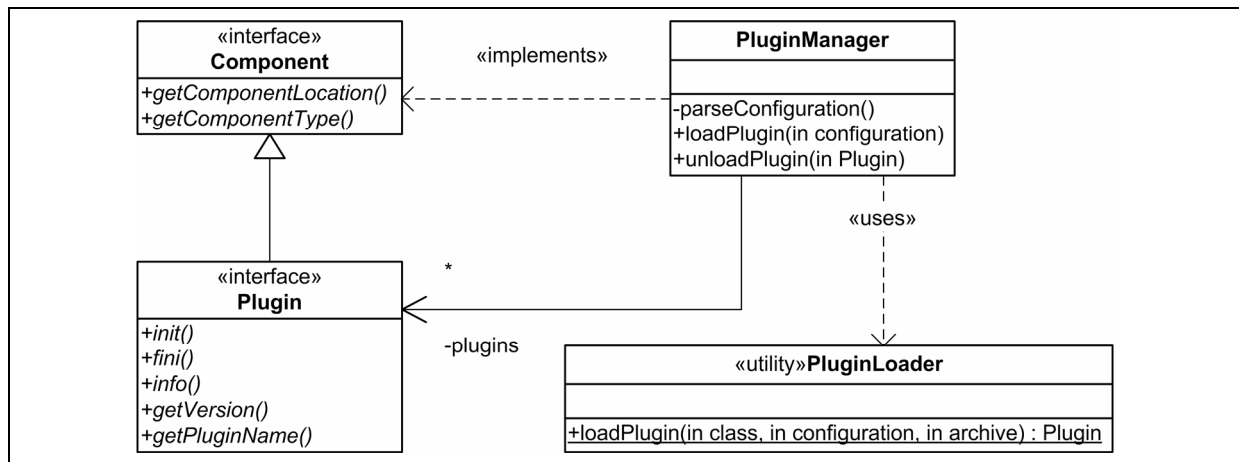 «interface»
Component
+getComponentLocation()
+getComponentType()
«implements»
PluginManager
-parseConfiguration()
+loadPlugin(in configuration)
+unloadPlugin(in Plugin)
«uses»
«interface»
Plugin
+init()
+fini()
+info()
+getVersion()
+getPluginName()
*
-plugins
«utility»PluginLoader
+loadPlugin(in class, in configuration, in archive) : Plugin